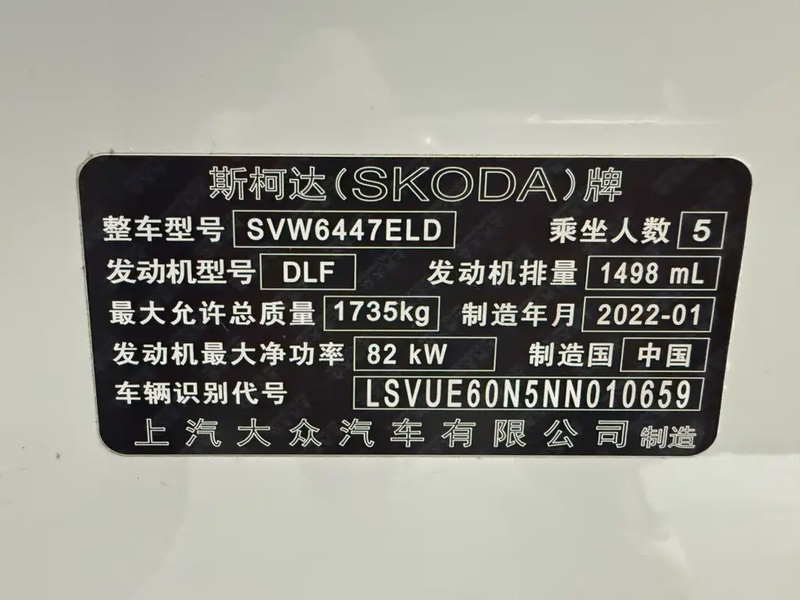 斯柯达(SKODA)牌
整车型号 SVW6447ELD 乘坐人数 5
发动机型号 DLF 发动机排量 1498 mL
最大允许总质量 1735kg 制造年月 2022-01
发动机最大净功率 82 kW 制造国 中国
车辆识别代号 LSVUE60N5NN010659
上汽大众汽车有限公司 制造